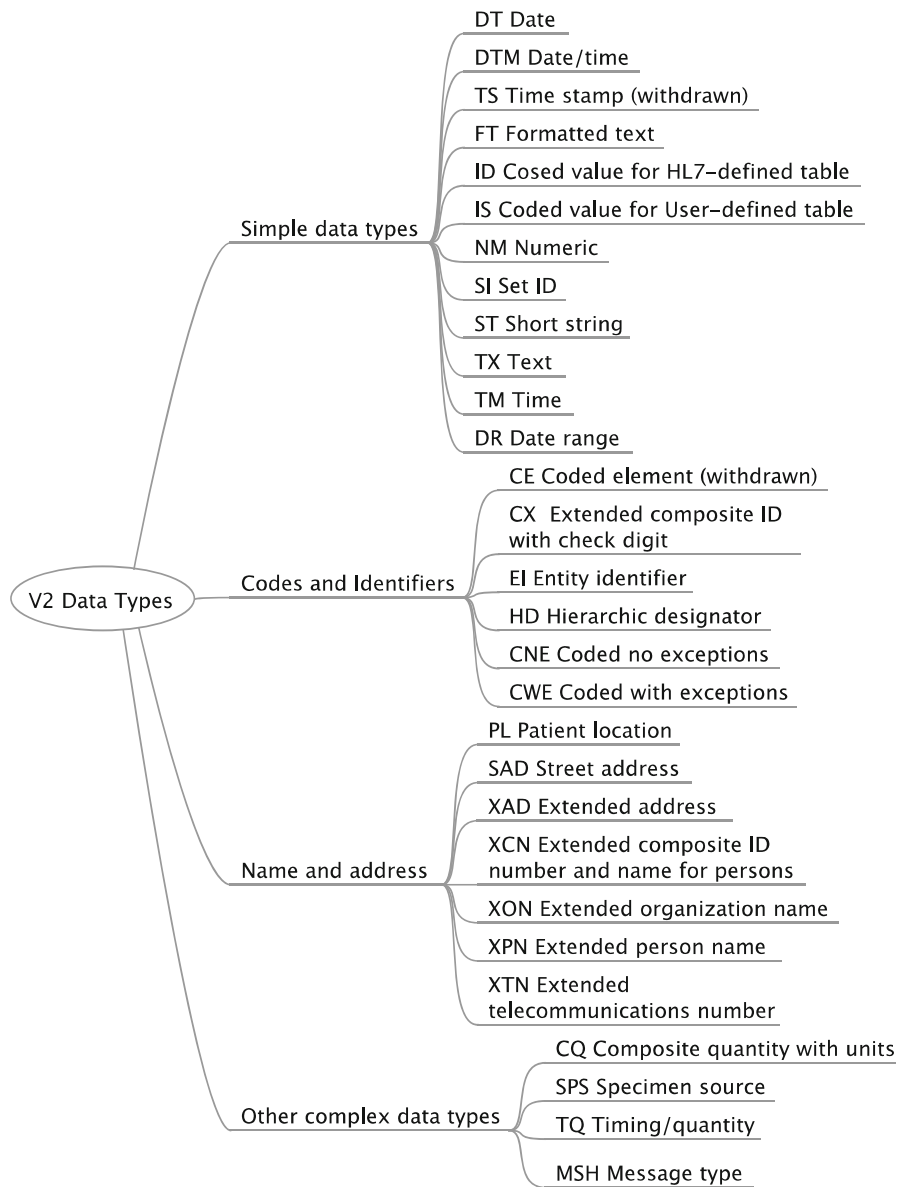 DT Date
DTM Date/time
TS Time stamp (withdrawn)
FT Formatted text
ID Cosed value for HL7-defined table
IS Coded value for User-defined table
Simple data types
NM Numeric
SI Set ID
ST Short string
TX Text
TM Time
DR Date range
CE Coded element (withdrawn)
CX Extended composite ID
with check digit
Codes and Identifiers
EI Entity identifier
V2 Data Types
HD Hierarchic designator
CNE Coded no exceptions
CWE Coded with exceptions
PL Patient location
SAD Street address
XAD Extended address
XCN Extended composite ID
number and name for persons
Name and address
XON Extended organization name
XPN Extended person name
XTN Extended
telecommunications number
CQ Composite quantity with units
SPS Specimen source
Other complex data types
TQ Timing/quantity
MSH Message type